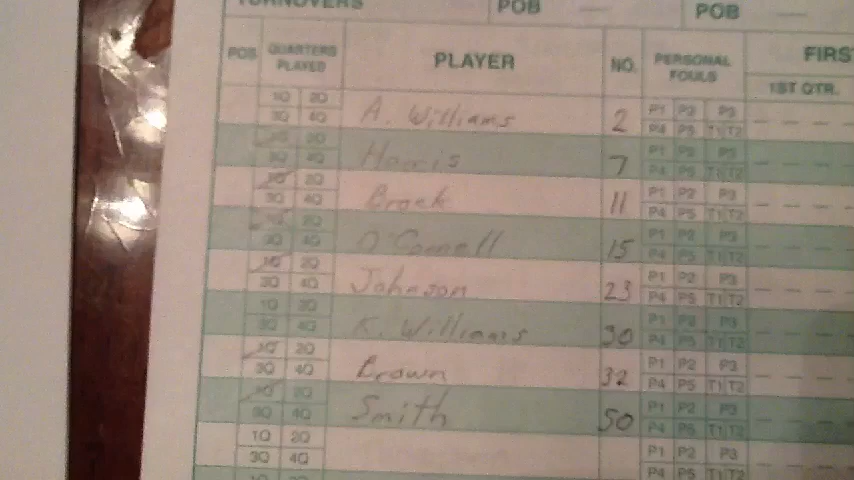 TURNOVERS POB POB
POS QUARTERS PLAYED PLAYER NO. PERSONAL FOULS FIRS
1ST QTR.
1Q 2Q P1 P2 P3
3Q 4Q A. Williams 2 P4 P5 T1 T2
1Q 2Q P1 P2 P3
3Q 4Q Harris 7 P4 P5 T1 T2
1Q 2Q P1 P2 P3
3Q 4Q Brock 11 P4 P5 T1 T2
1Q 2Q P1 P2 P3
3Q 4Q O'Connell 15 P4 P5 T1 T2
1Q 2Q P1 P2 P3
3Q 4Q Johnson 23 P4 P5 T1 T2
1Q 2Q P1 P2 P3
3Q 4Q K. Williams 30 P4 P5 T1 T2
1Q 2Q P1 P2 P3
3Q 4Q Brown 32 P4 P5 T1 T2
1Q 2Q P1 P2 P3
3Q 4Q Smith 50 P4 P5 T1 T2
1Q 2Q P1 P2 P3
3Q 4Q P4 P5 T1 T2